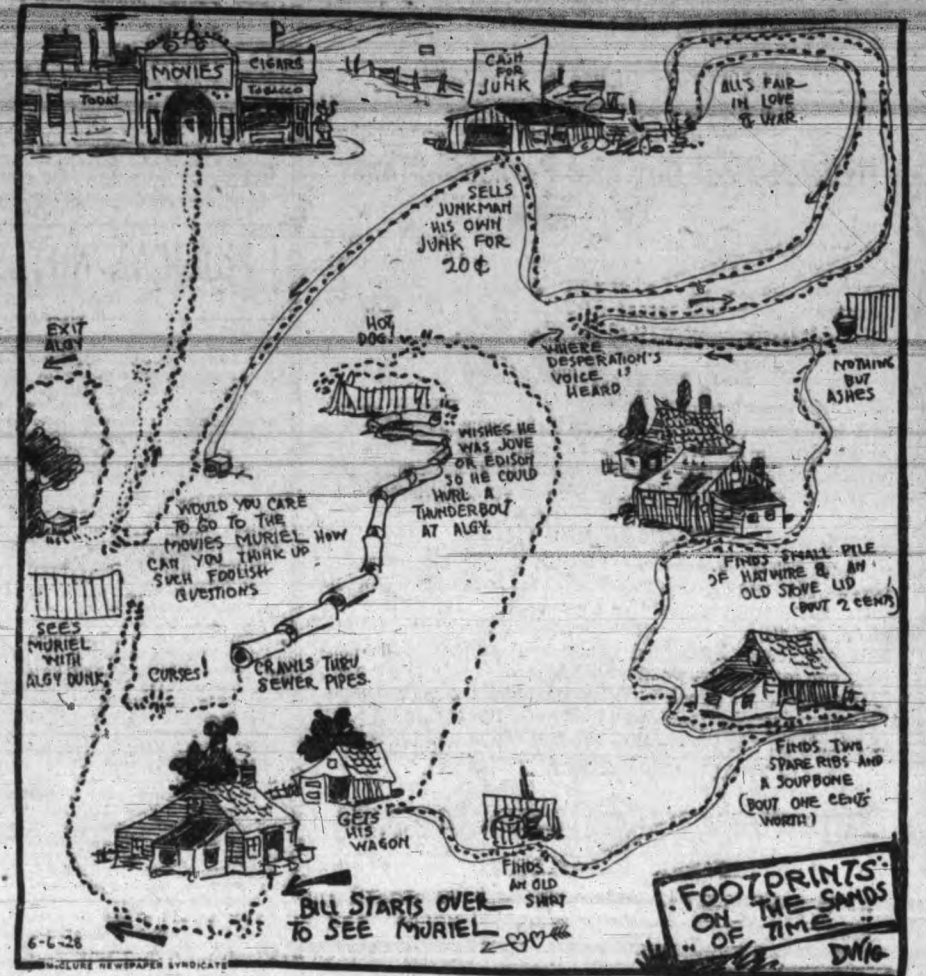 MOVIES
CIGARS
TODAY
TOBACCO
CASH
FOR
JUNK
ALL'S FAIR
IN LOVE
& WAR.
SELLS
JUNKMAN
HIS OWN
JUNK FOR
20¢
EXIT
ALGY
HOT
DOG!
WHERE
DESPERATION'S
VOICE IS
HEARD
NOTHING
BUT
ASHES
WISHES HE
WAS JOVE
OR EDISON
SO HE COULD
HURL A
THUNDERBOLT
AT ALGY.
WOULD YOU CARE
TO GO TO THE
MOVIES MURIEL HOW
CAN YOU THINK UP
SUCH FOOLISH
QUESTIONS
FINDS SMALL PILE
OF HAYWIRE & AN
OLD STOVE LID
(BOUT 2 CENTS)
SEES
MURIEL
WITH
ALGY DUNK
CURSES!
CRAWLS THRU
SEWER PIPES.
FINDS TWO
SPARE RIBS AND
A SOUPBONE
(BOUT ONE CENTS
WORTH)
GETS
HIS
WAGON
FINDS
AN OLD
SHIRT
BILL STARTS OVER
TO SEE MURIEL
FOOTPRINTS
ON THE SANDS
OF TIME
DWIG
6-6-28
McCLURE NEWSPAPER SYNDICATE